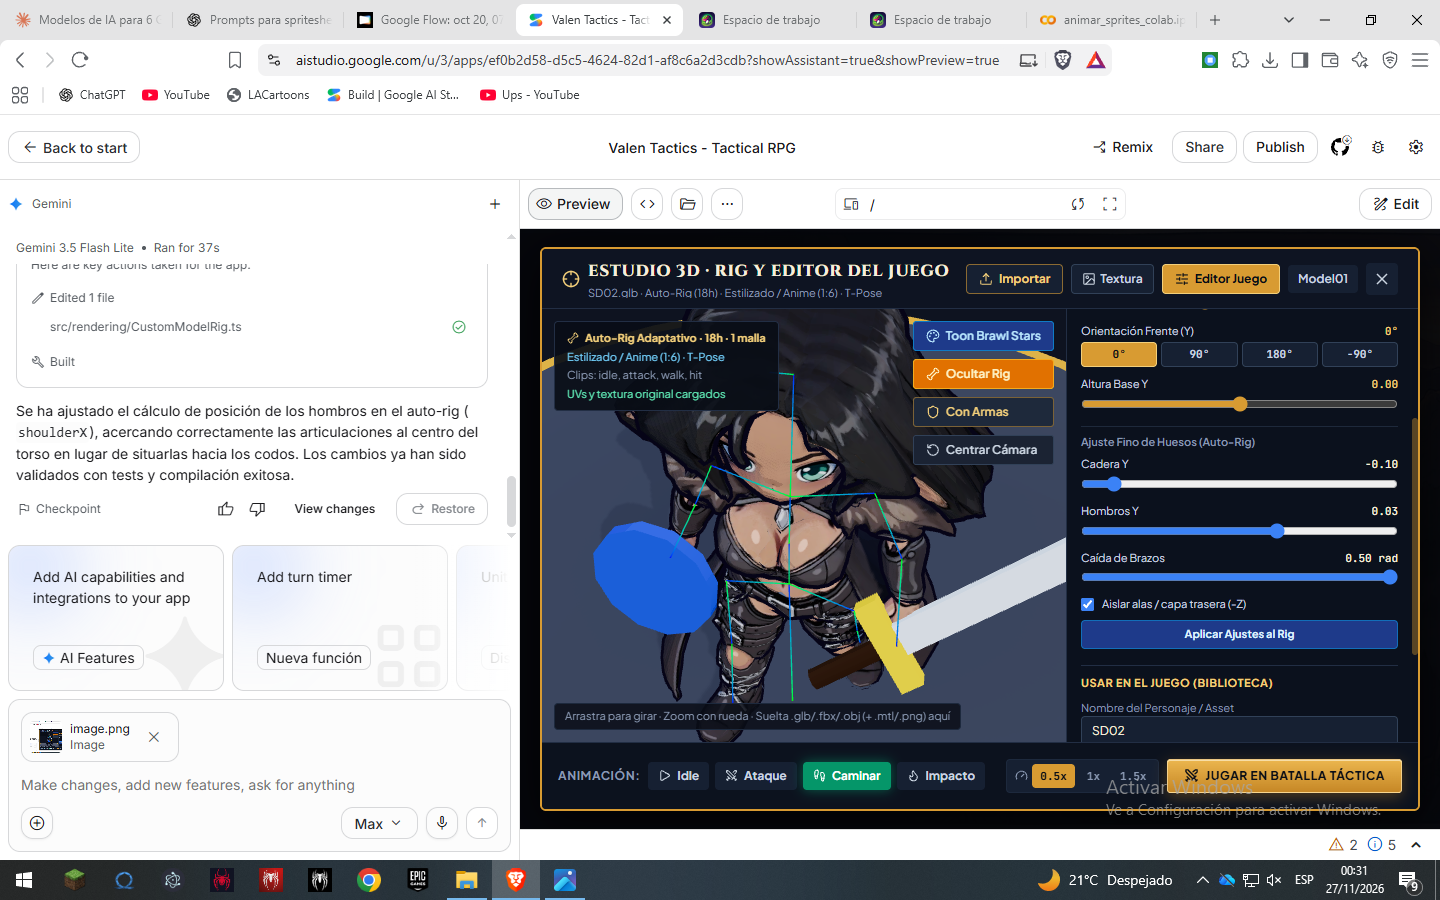 Modelos de IA para 6 
Prompts para spriteshe
Google Flow: oct 20, 07
Valen Tactics - Tact
Espacio de trabajo
Espacio de trabajo
animar_sprites_colab.ip
aistudio.google.com/u/3/apps/ef0b2d58-d5c5-4624-82d1-af8c6a2d3cdb?showAssistant=true&showPreview=true
ChatGPT
YouTube
LACartoons
Build | Google AI St...
Ups - YouTube
Back to start
Valen Tactics - Tactical RPG
Remix
Share
Publish
Gemini
Preview
/
Edit
Gemini 3.5 Flash Lite • Ran for 37s
Here are key actions taken for the app:
Edited 1 file
src/rendering/CustomModelRig.ts
Built
Se ha ajustado el cálculo de posición de los hombros en el auto-rig (
shoulderX), acercando correctamente las articulaciones al centro del
torso en lugar de situarlas hacia los codos. Los cambios ya han sido
validados con tests y compilación exitosa.
Checkpoint
View changes
Restore
Add AI capabilities and
integrations to your app
AI Features
Add turn timer
Nueva función
image.png
Image
Make changes, add new features, ask for anything
Max
ESTUDIO 3D · RIG Y EDITOR DEL JUEGO
SD02.glb · Auto-Rig (18h) · Estilizado / Anime (1:6) · T-Pose
Importar
Textura
Editor Juego
Model01
Auto-Rig Adaptativo · 18h · 1 malla
Estilizado / Anime (1:6) · T-Pose
Clips: idle, attack, walk, hit
UVs y textura original cargados
Toon Brawl Stars
Ocultar Rig
Con Armas
Centrar Cámara
Arrastra para girar · Zoom con rueda · Suelta .glb/.fbx/.obj (+ .mtl/.png) aquí
Orientación Frente (Y)
0°
0°
90°
180°
-90°
Altura Base Y
0.00
Ajuste Fino de Huesos (Auto-Rig)
Cadera Y
-0.10
Hombros Y
0.03
Caída de Brazos
0.50 rad
Aislar alas / capa trasera (-Z)
Aplicar Ajustes al Rig
USAR EN EL JUEGO (BIBLIOTECA)
Nombre del Personaje / Asset
SD02
ANIMACIÓN:
Idle
Ataque
Caminar
Impacto
0.5x
1x
1.5x
JUGAR EN BATALLA TÁCTICA
Activar Windows
Ve a Configuración para activar Windows.
2
5
EPIC
GAMES
21°C Despejado
ESP
00:31
27/11/2026
9